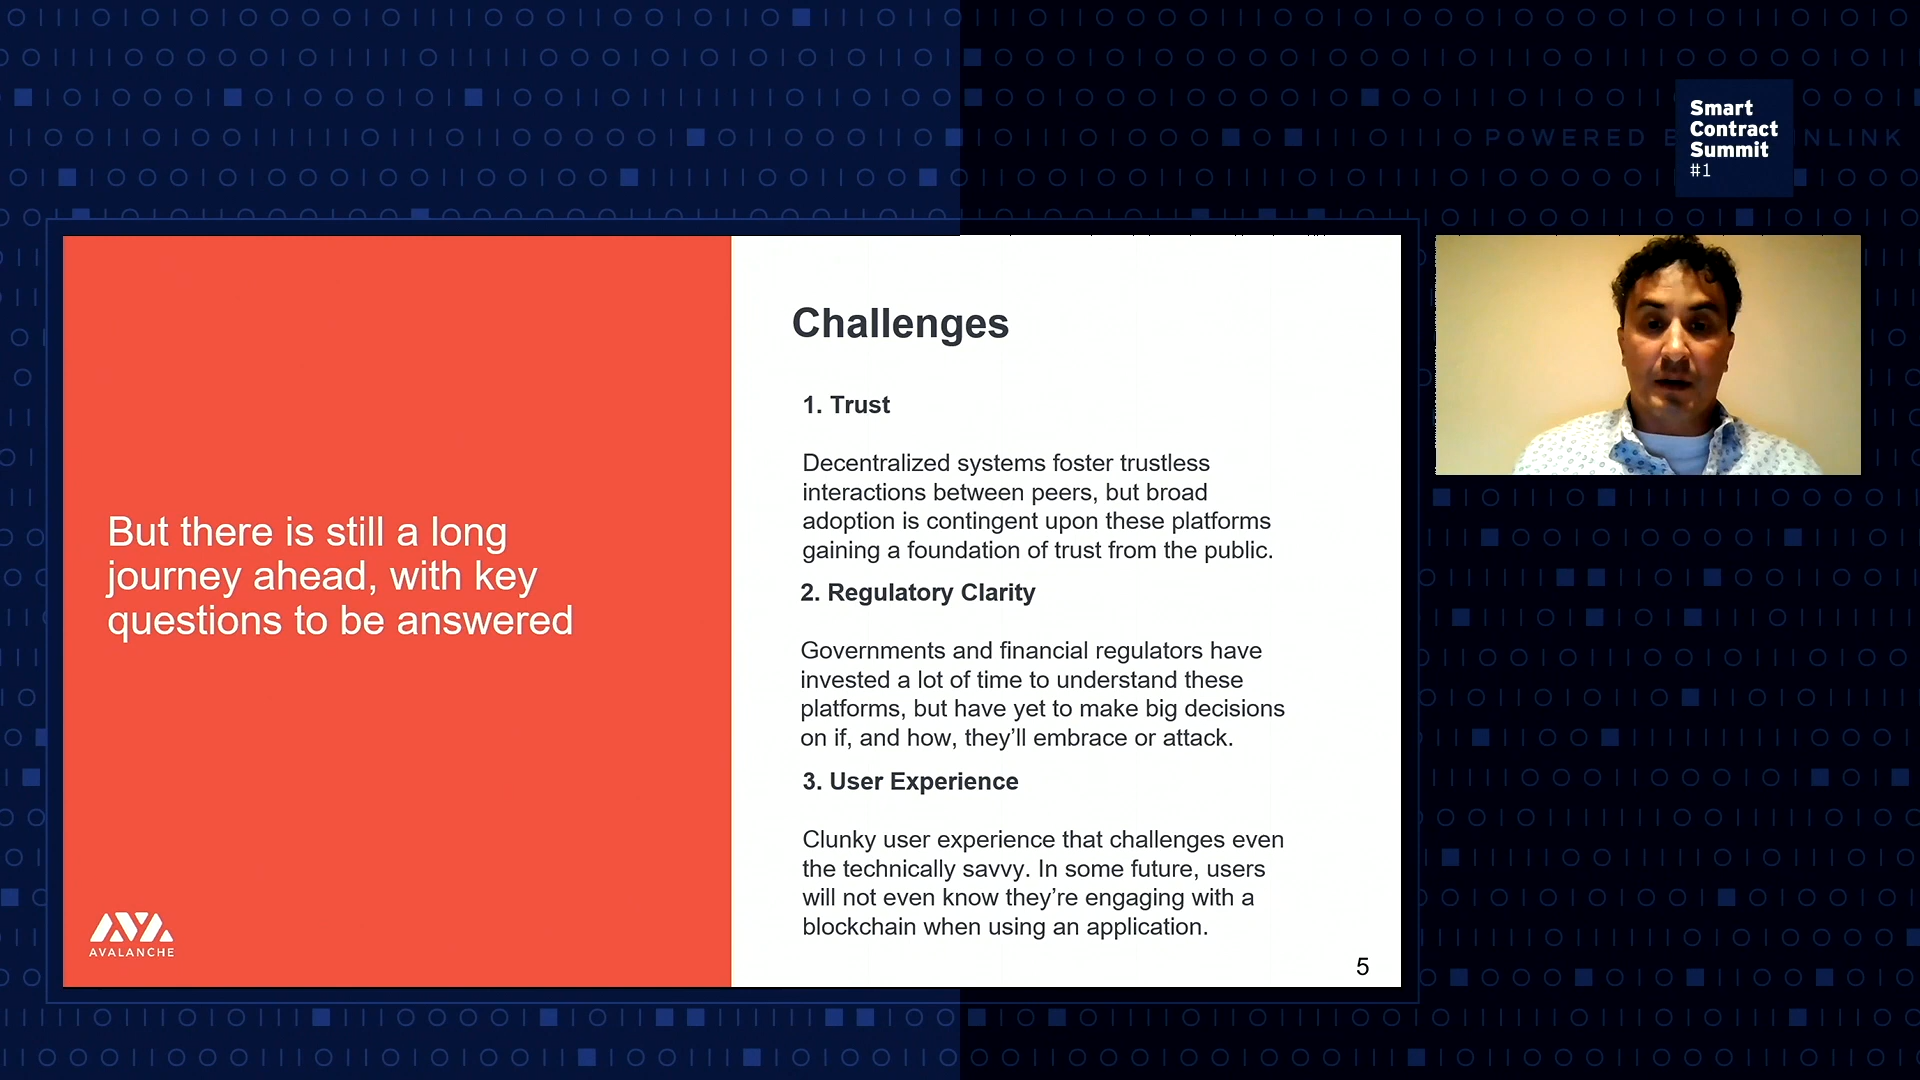 POWERED
NLINK
Smart
Contract
Summit
#1
But there is still a long
journey ahead, with key
questions to be answered
AVALANCHE
Challenges
1. Trust
Decentralized systems foster trustless
interactions between peers, but broad
adoption is contingent upon these platforms
gaining a foundation of trust from the public.
2. Regulatory Clarity
Governments and financial regulators have
invested a lot of time to understand these
platforms, but have yet to make big decisions
on if, and how, they’ll embrace or attack.
3. User Experience
Clunky user experience that challenges even
the technically savvy. In some future, users
will not even know they’re engaging with a
blockchain when using an application.
5